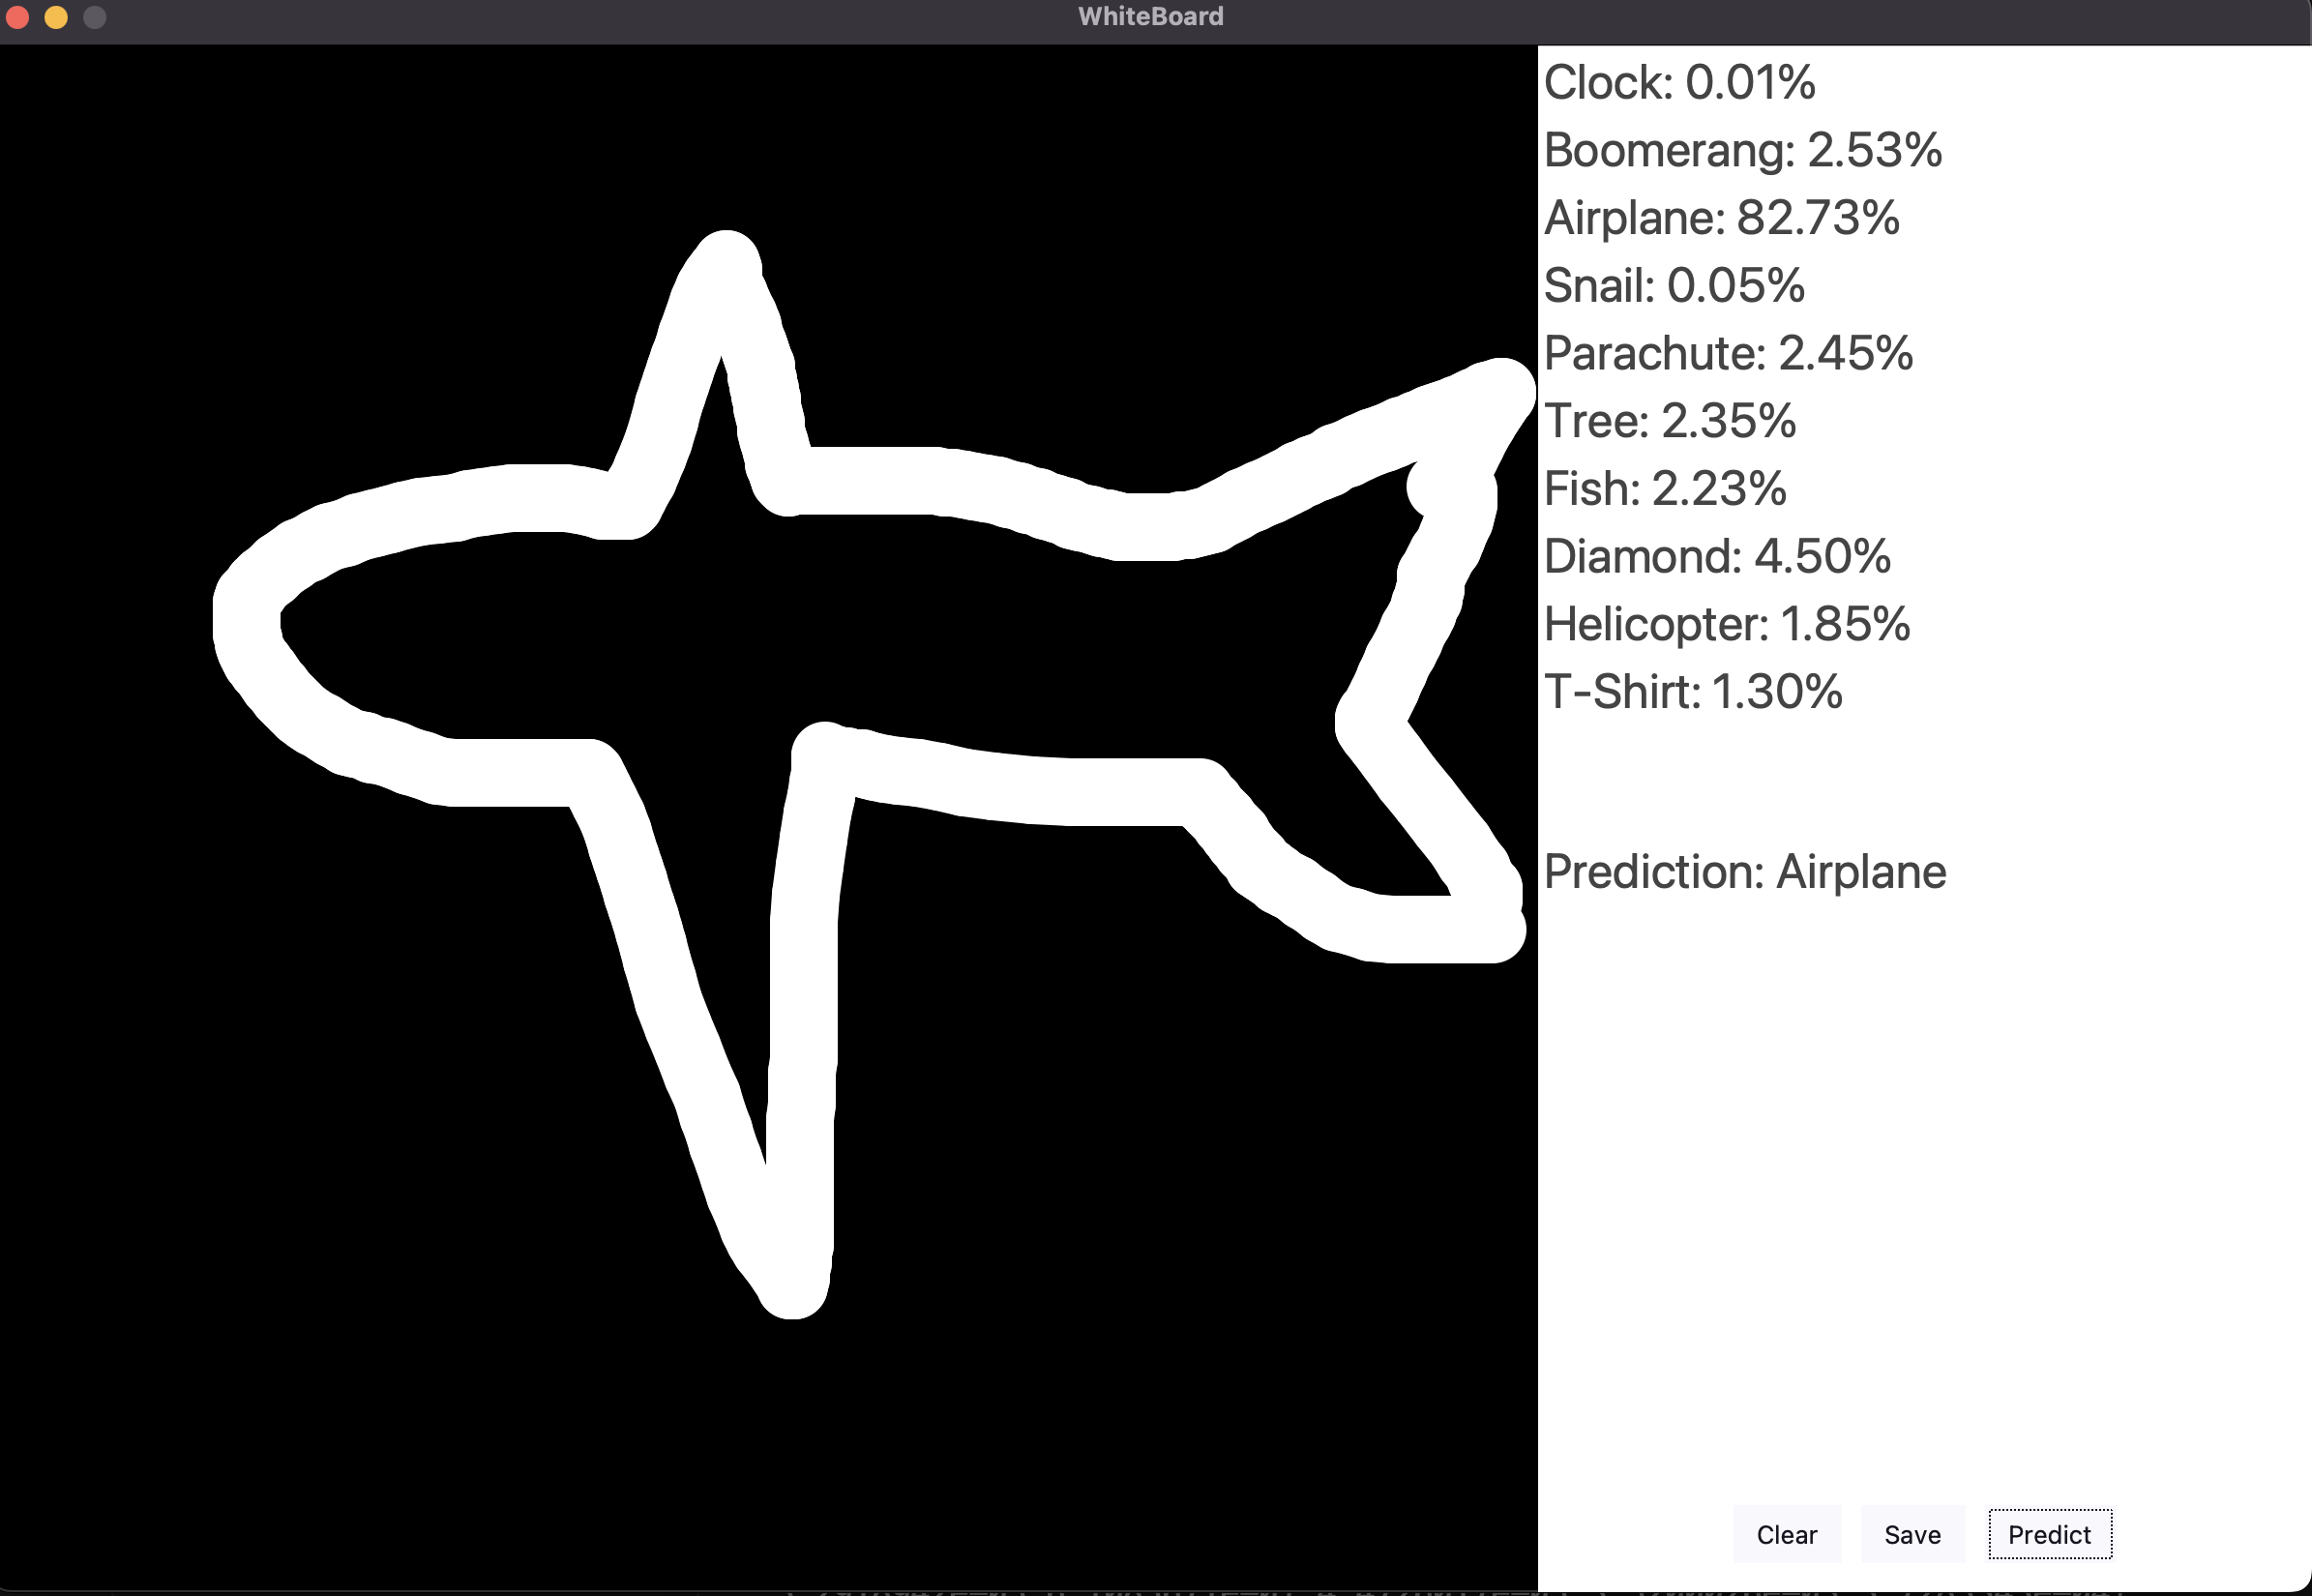 WhiteBoard
Clock: 0.01%
Boomerang: 2.53%
Airplane: 82.73%
Snail: 0.05%
Parachute: 2.45%
Tree: 2.35%
Fish: 2.23%
Diamond: 4.50%
Helicopter: 1.85%
T-Shirt: 1.30%
Prediction: Airplane
Clear Save Predict